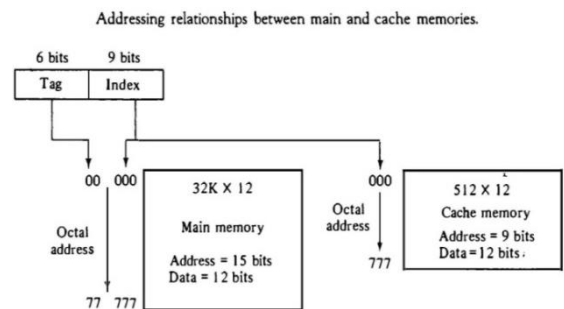 Addressing relationships between main and cache memories.
6 bits 9 bits
Tag Index
00 000
Octal
address
77 777
32K X 12
Main memory
Address = 15 bits
Data = 12 bits
000
Octal
address
777
512 X 12
Cache memory
Address = 9 bits
Data = 12 bits